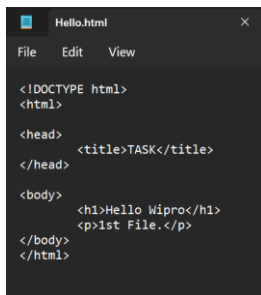 Hello.html
File Edit View
<!DOCTYPE html>
<html>
<head>
<title>TASK</title>
</head>
<body>
<h1>Hello Wipro</h1>
<p>1st File.</p>
</body>
</html>